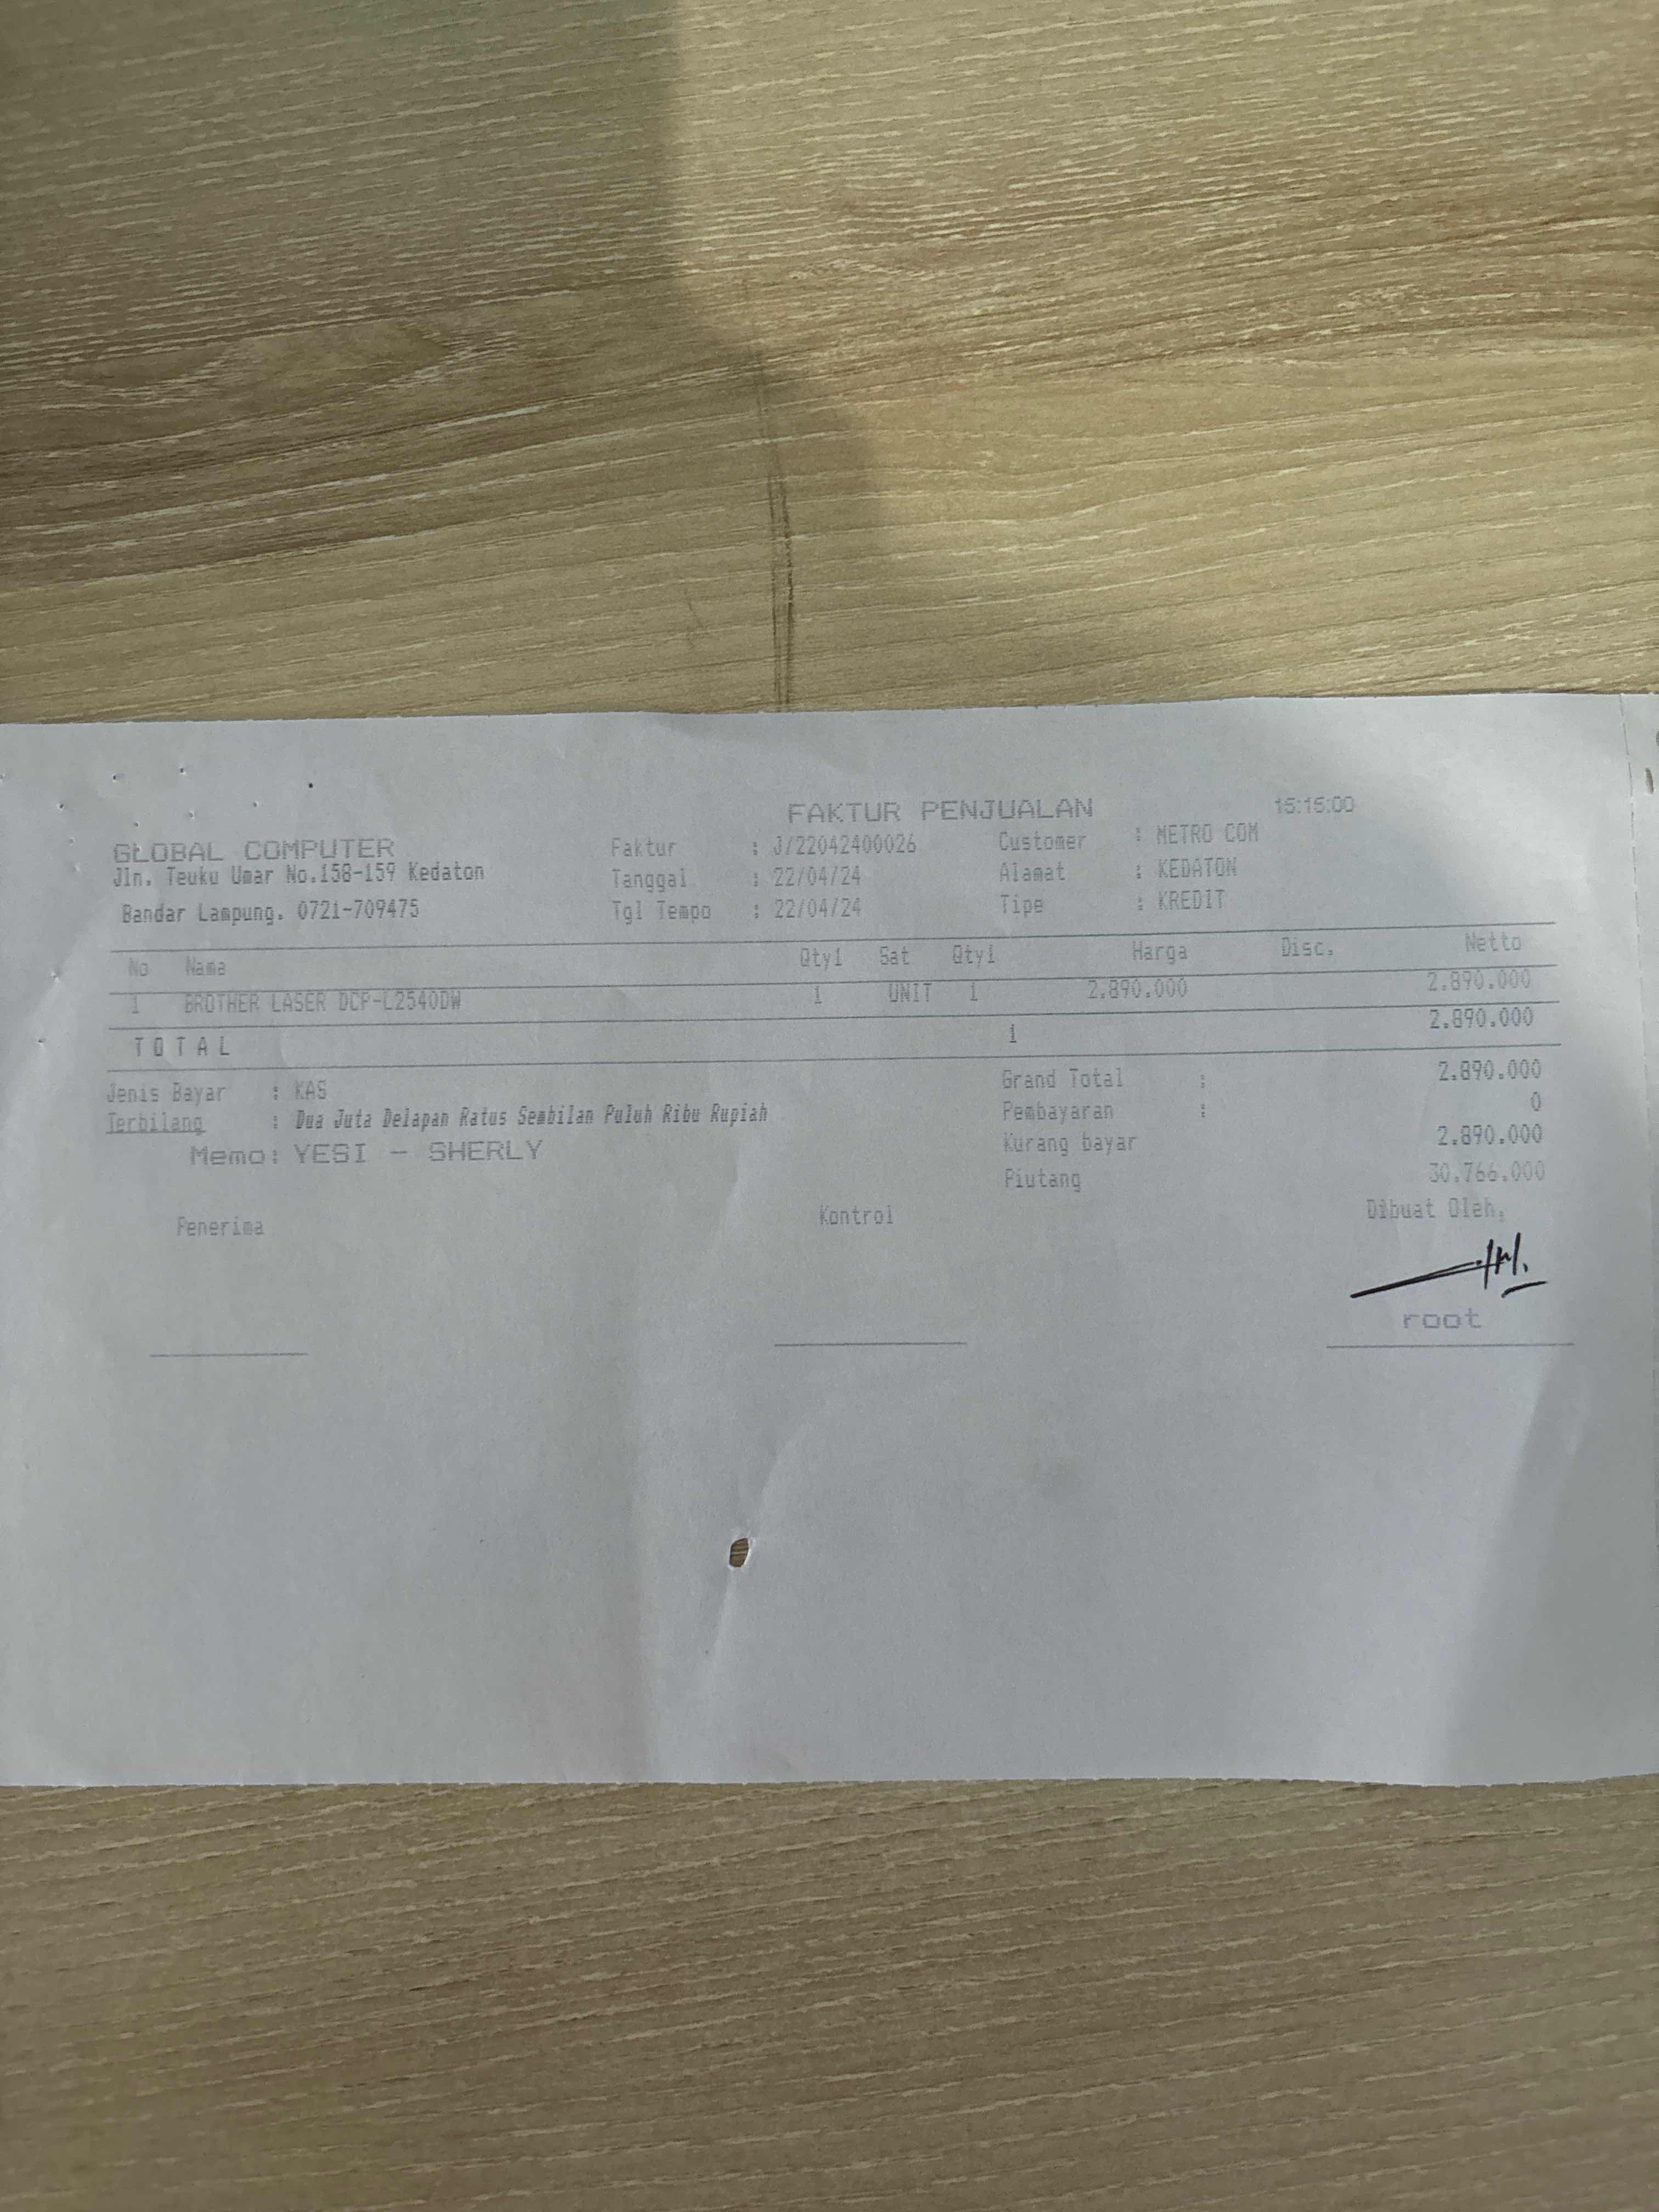 FAKTUR PENJUALAN 15:15:00
GLOBAL COMPUTER
Jln. Teuku Umar No.158-159 Kedaton
Bandar Lampung. 0721-709475
Faktur : J/22042400026
Tanggal : 22/04/24
Tgl Tempo : 22/04/24
Customer : METRO COM
Alamat : KEDATON
Tipe : KREDIT
No Nama Qty1 Sat Qty1 Harga Disc. Netto
1 BROTHER LASER DCP-L2540DW 1 UNIT 1 2.890.000 2.890.000
T O T A L 1 2.890.000
Jenis Bayar : KAS
Terbilang : Dua Juta Delapan Ratus Sembilan Puluh Ribu Rupiah
Memo: YESI - SHERLY
Grand Total : 2.890.000
Pembayaran : 0
Kurang bayar 2.890.000
Piutang 30.766.000
Penerima Kontrol Dibuat Oleh,
root